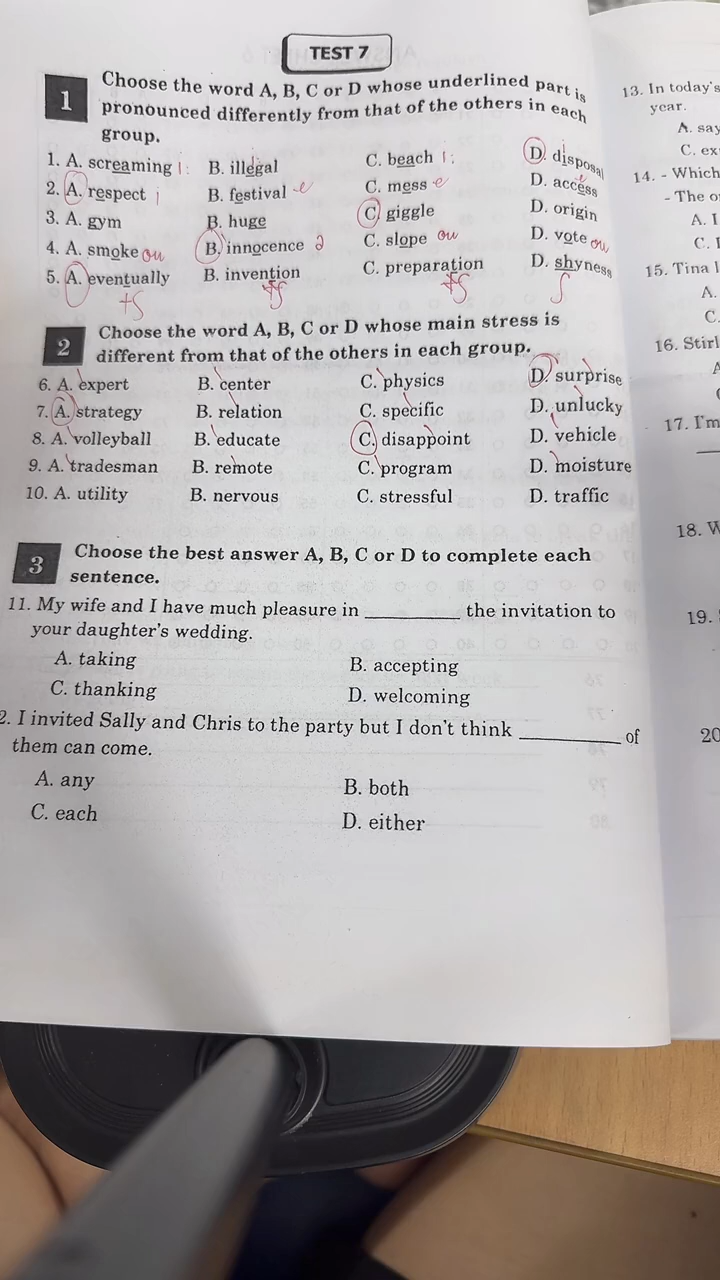 TEST 7
1 Choose the word A, B, C or D whose underlined part is
pronounced differently from that of the others in each
group.
1. A. screaming i: B. illegal C. beach i: D. disposal
2. A. respect i B. festival e C. mess e D. access e
3. A. gym B. huge C. giggle D. origin
4. A. smoke ou B. innocence ə C. slope ou D. vote ou
5. A. eventually B. invention C. preparation D. shyness
tʃ ʃ
2 Choose the word A, B, C or D whose main stress is
different from that of the others in each group.
6. A. expert B. center C. physics D. surprise
7. A. strategy B. relation C. specific D. unlucky
8. A. volleyball B. educate C. disappoint D. vehicle
9. A. tradesman B. remote C. program D. moisture
10. A. utility B. nervous C. stressful D. traffic
3 Choose the best answer A, B, C or D to complete each
sentence.
11. My wife and I have much pleasure in __________ the invitation to
your daughter's wedding.
A. taking B. accepting
C. thanking D. welcoming
2. I invited Sally and Chris to the party but I don't think __________ of
them can come.
A. any B. both
C. each D. either
13. In today's
year.
A. say
C. ex
14. - Which
- The
A. I
C.
15. Tina
A.
C.
16. Stirl
17. I'm
18. W
19.
20